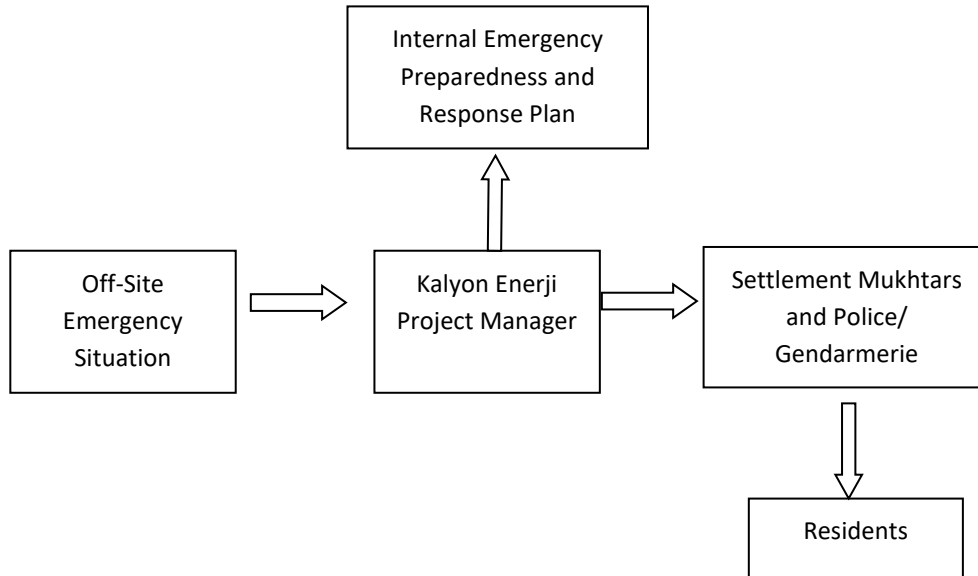 Internal Emergency
Preparedness and
Response Plan
Off-Site
Emergency
Situation
Kalyon Enerji
Project Manager
Settlement Mukhtars
and Police/
Gendarmerie
Residents